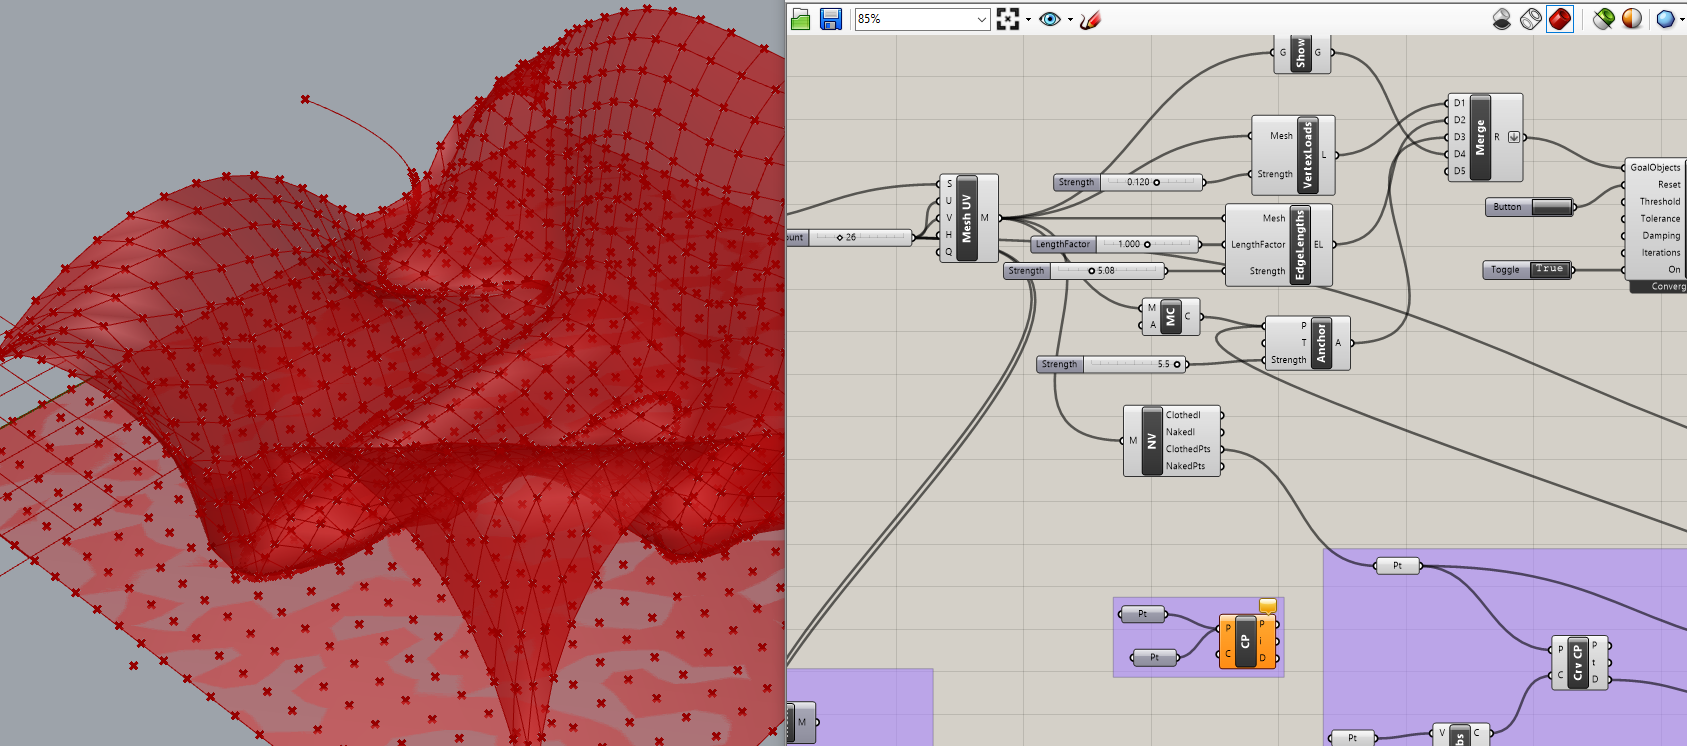 85%
Show
G G
VertexLoads
Mesh
Strength
L
Merge
D1
D2
D3
D4
D5
R
GoalObjects
Reset
Threshold
Tolerance
Damping
Iterations
On
Converg
Button
Toggle True
Strength 0.120
Mesh UV
S
U
V
H
Q
M
unt 26
EdgeLengths
Mesh
LengthFactor
Strength
EL
LengthFactor 1.000
Strength 5.08
MC
M
A
C
Anchor
P
T
Strength
A
Strength 5.5
NV
M
ClothedI
NakedI
ClothedPts
NakedPts
Pt
Pt
Pt
CP
P
C
P
i
D
Crv CP
P
C
P
t
D
M
Pt
V C
bs